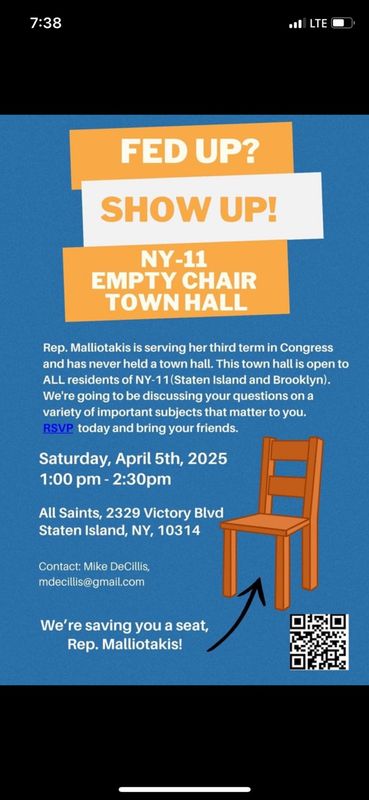 7:38
LTE
FED UP?
SHOW UP!
NY-11
EMPTY CHAIR
TOWN HALL
Rep. Malliotakis is serving her third term in Congress
and has never held a town hall. This town hall is open to
ALL residents of NY-11(Staten Island and Brooklyn).
We're going to be discussing your questions on a
variety of important subjects that matter to you.
RSVP today and bring your friends.
Saturday, April 5th, 2025
1:00 pm - 2:30pm
All Saints, 2329 Victory Blvd
Staten Island, NY, 10314
Contact: Mike DeCillis,
mdecillis@gmail.com
We're saving you a seat,
Rep. Malliotakis!